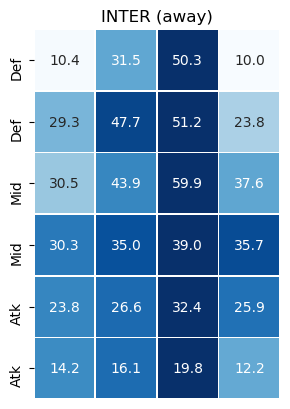 INTER (away)
Def 10.4 31.5 50.3 10.0
Def 29.3 47.7 51.2 23.8
Mid 30.5 43.9 59.9 37.6
Mid 30.3 35.0 39.0 35.7
Atk 23.8 26.6 32.4 25.9
Atk 14.2 16.1 19.8 12.2